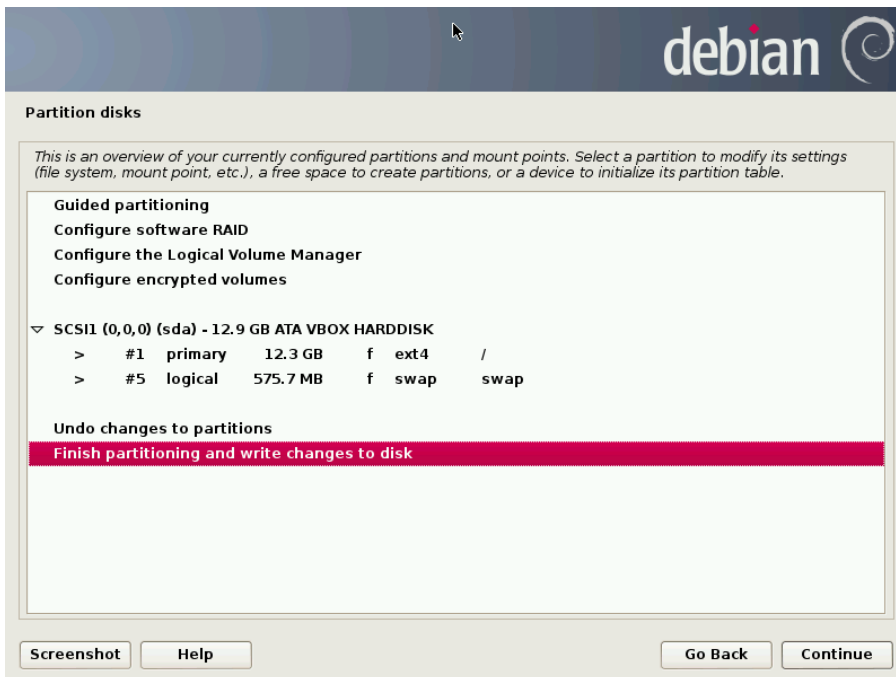 debian
Partition disks
This is an overview of your currently configured partitions and mount points. Select a partition to modify its settings
(file system, mount point, etc.), a free space to create partitions, or a device to initialize its partition table.
Guided partitioning
Configure software RAID
Configure the Logical Volume Manager
Configure encrypted volumes
SCSI1 (0,0,0) (sda) - 12.9 GB ATA VBOX HARDDISK
> #1 primary 12.3 GB f ext4 /
> #5 logical 575.7 MB f swap swap
Undo changes to partitions
Finish partitioning and write changes to disk
Screenshot Help Go Back Continue